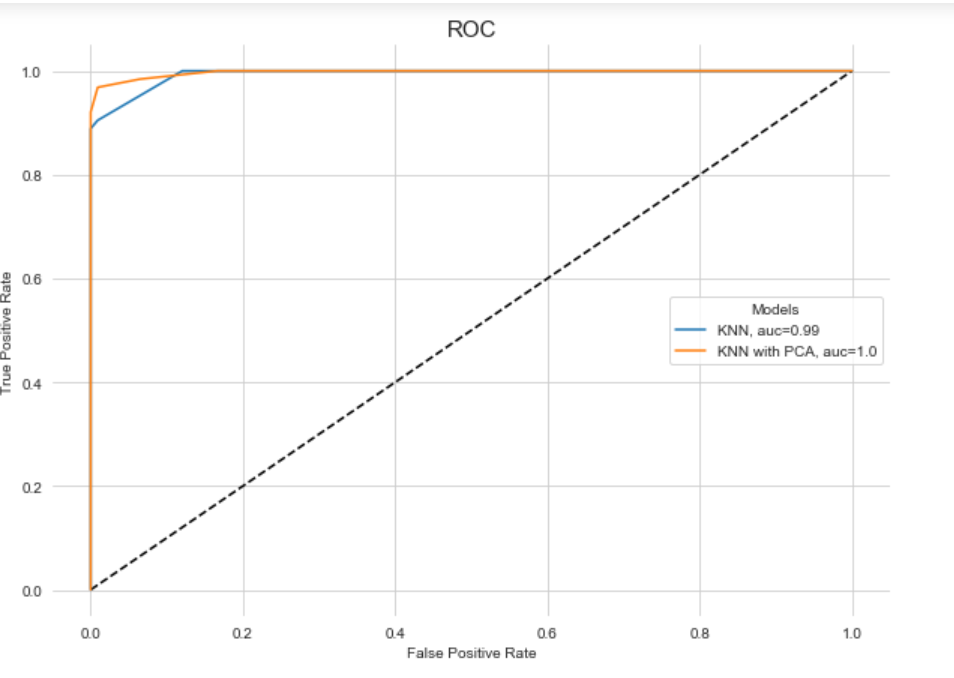 ROC
1.0
0.8
0.6
0.4
0.2
0.0
True Positive Rate
Models
KNN, auc=0.99
KNN with PCA, auc=1.0
0.0 0.2 0.4 0.6 0.8 1.0
False Positive Rate